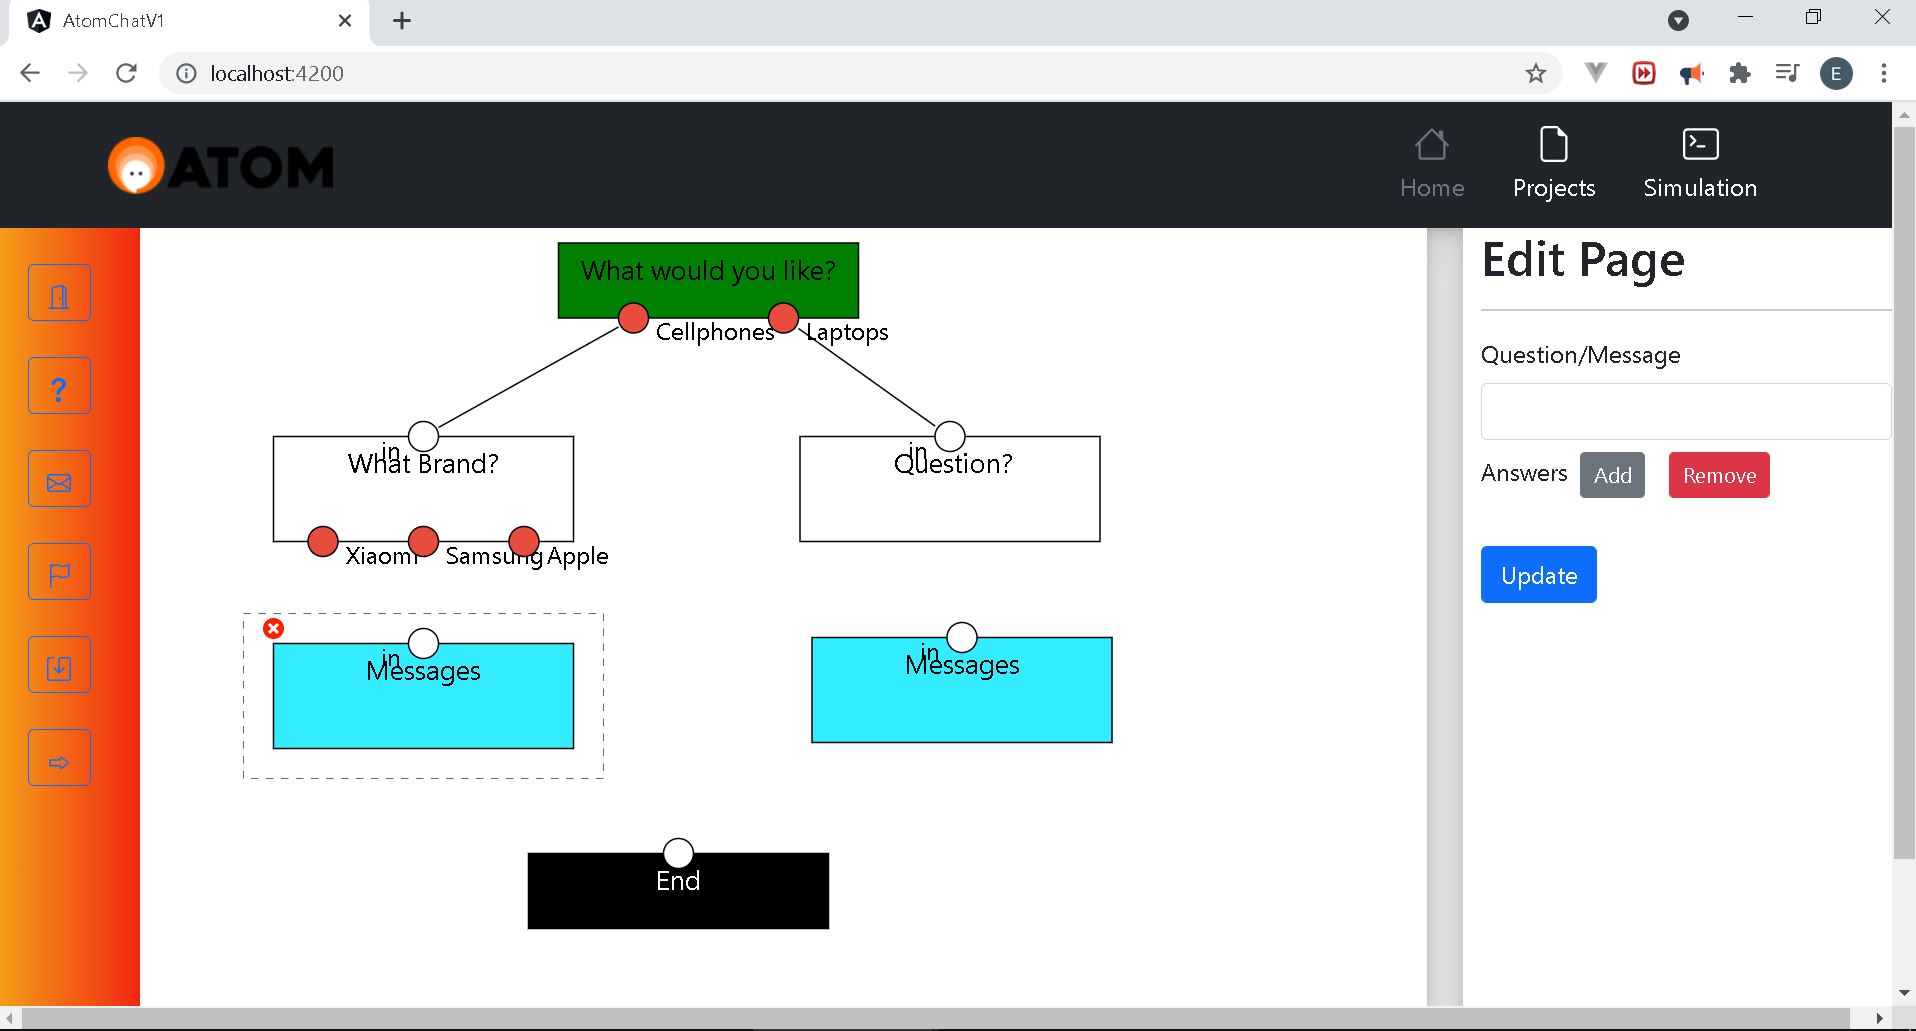 AtomChatV1
localhost:4200
E
ATOM
Home
Projects
Simulation
What would you like?
Cellphones
Laptops
in
What Brand?
Xiaomi
Samsung
Apple
in
Question?
in
Messages
in
Messages
End
Edit Page
Question/Message
Answers
Add
Remove
Update